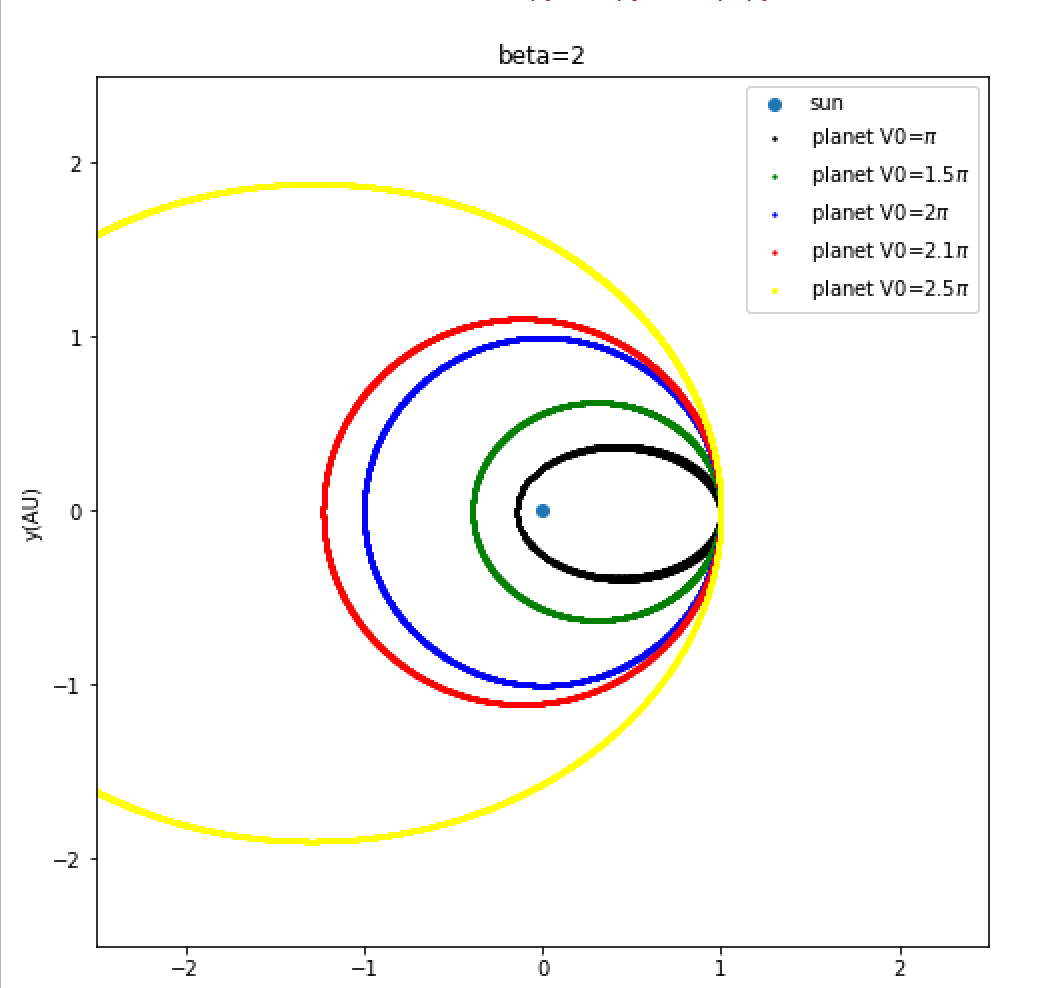 beta=2
sun
planet V0=π
planet V0=1.5π
planet V0=2π
planet V0=2.1π
planet V0=2.5π
2
1
0
−1
−2
y(AU)
−2 −1 0 1 2